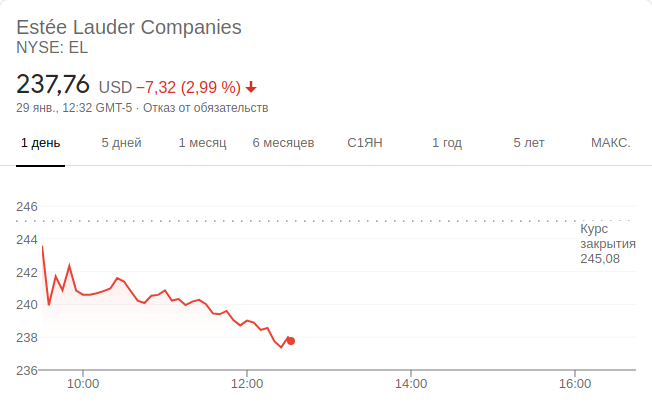 Estée Lauder Companies
NYSE: EL
237,76 USD −7,32 (2,99 %)
29 янв., 12:32 GMT-5 · Отказ от обязательств
1 день 5 дней 1 месяц 6 месяцев С1ЯН 1 год 5 лет МАКС.
246
Курс
закрытия
245,08
244
242
240
238
236
10:00 12:00 14:00 16:00